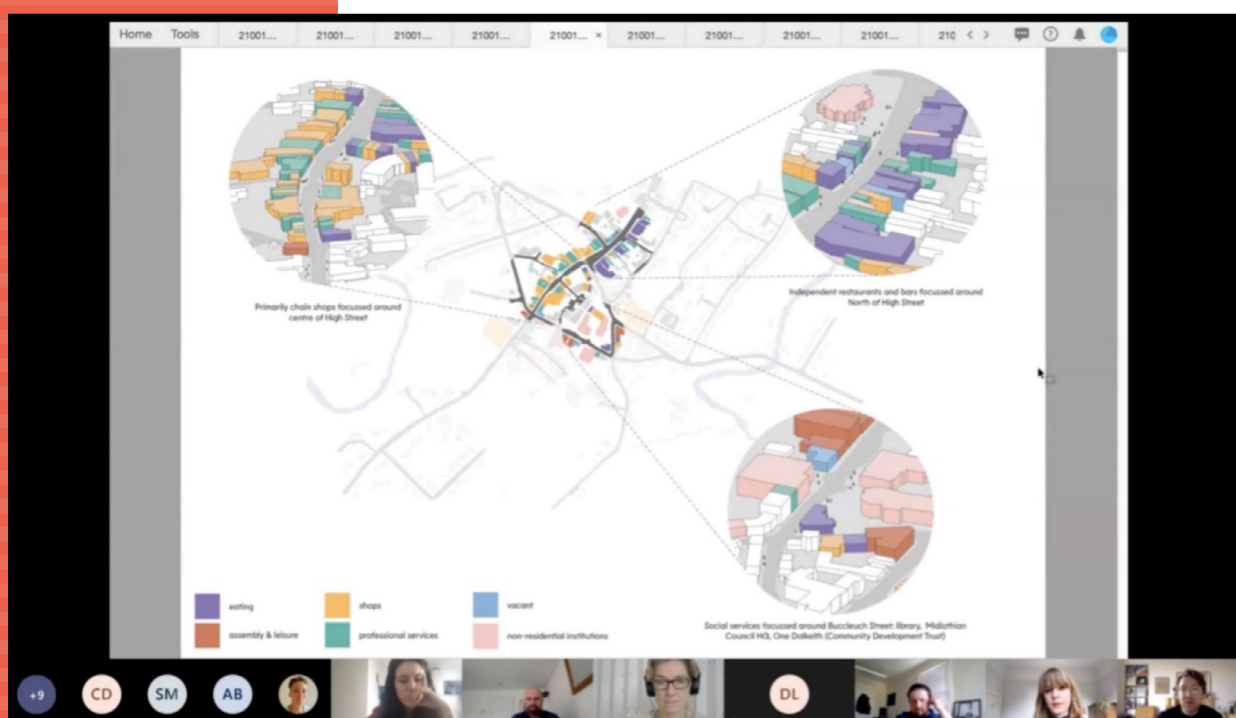 Home Tools 21001... 21001... 21001... 21001... 21001... × 21001... 21001... 21001... 21001... 210
Primarily chain shops focussed around
centre of High Street
Independent restaurants and bars focussed around
North of High Street
Social services focussed around Buccleuch Street: library, Midlothian
Council HQ, One Dalkeith (Community Development Trust)
eating
shops
vacant
assembly & leisure
professional services
non-residential institutions
+9 CD SM AB DL